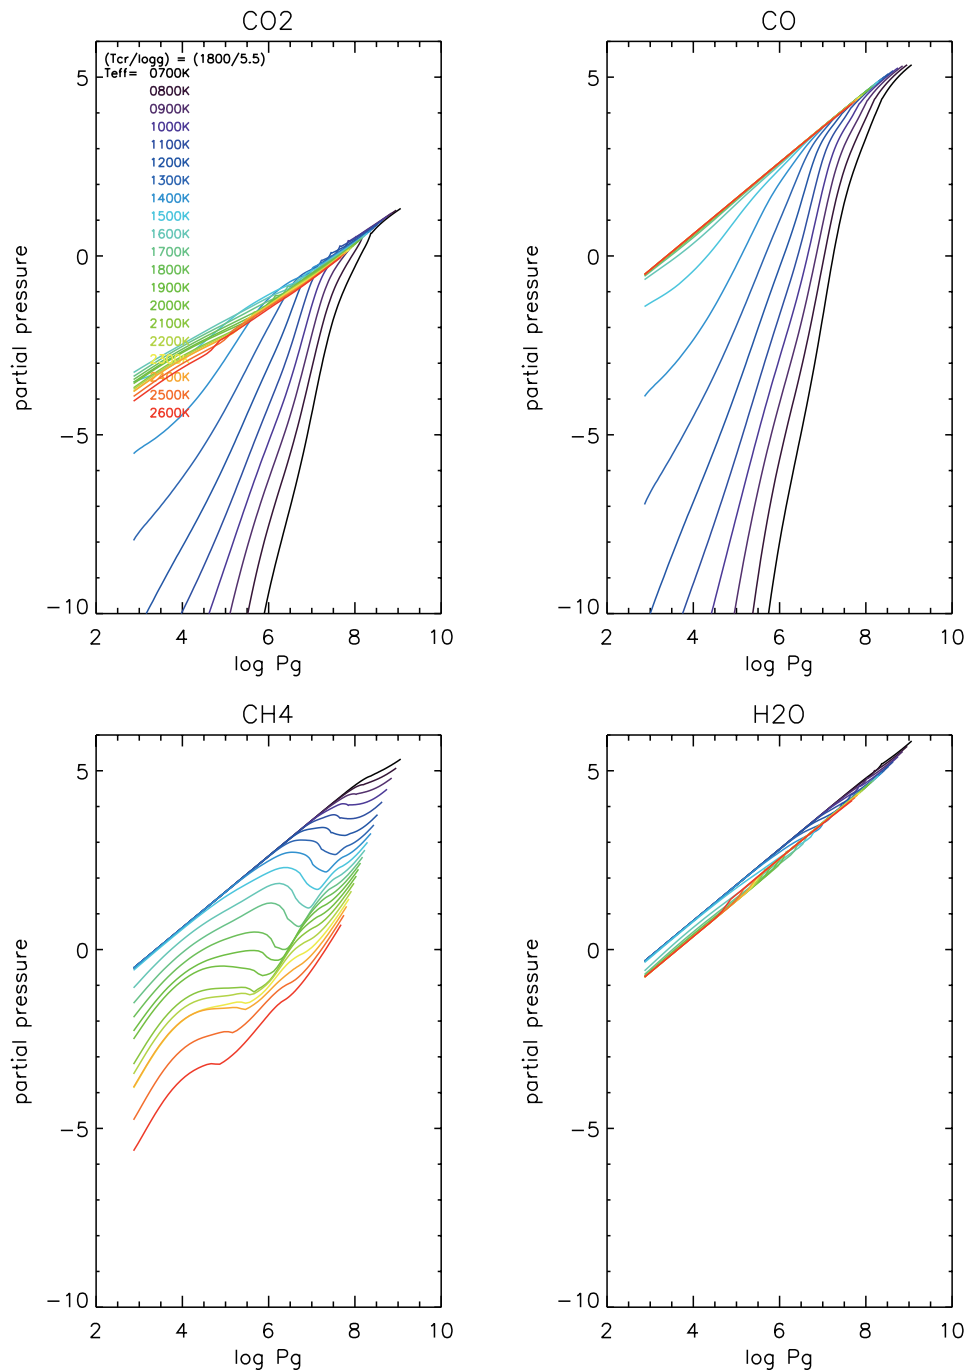 CO2
(Tcr/logg) = (1800/5.5)
Teff= 0700K
0800K
0900K
1000K
1100K
1200K
1300K
1400K
1500K
1600K
1700K
1800K
1900K
2000K
2100K
2200K
2300K
2400K
2500K
2600K
5
0
−5
−10
partial pressure
2 4 6 8 10
log Pg
CO
5
0
−5
−10
partial pressure
2 4 6 8 10
log Pg
CH4
5
0
−5
−10
partial pressure
2 4 6 8 10
log Pg
H2O
5
0
−5
−10
partial pressure
2 4 6 8 10
log Pg